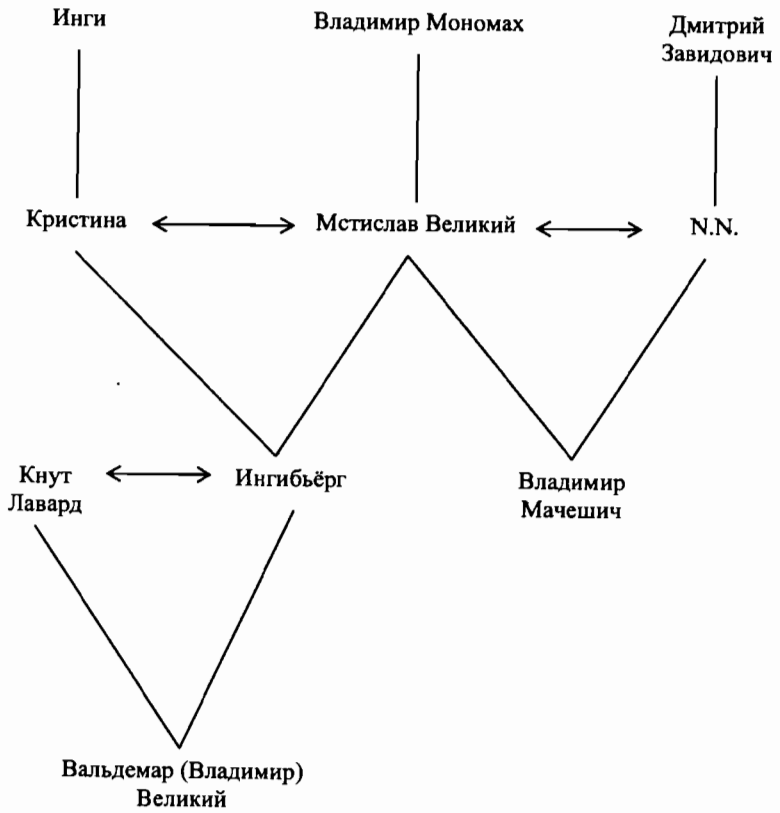 Инги
Владимир Мономах
Дмитрий
Завидович
Кристина
Мстислав Великий
N.N.
Кнут
Лавард
Ингибьёрг
Владимир
Мачешич
Вальдемар (Владимир)
Великий